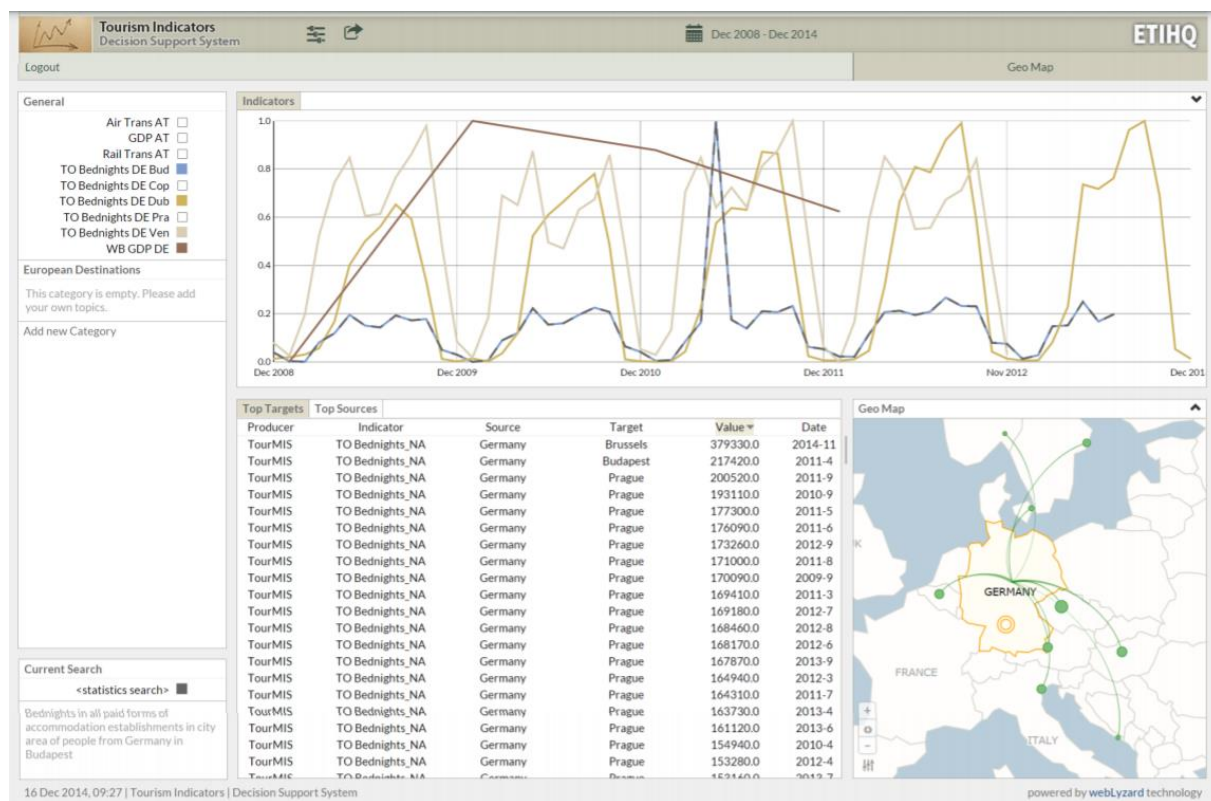 Tourism Indicators
Decision Support System
Dec 2008 - Dec 2014
ETIHQ
Logout
Geo Map
General
Air Trans AT
GDP AT
Rail Trans AT
TO Bednights DE Bud
TO Bednights DE Cop
TO Bednights DE Dub
TO Bednights DE Pra
TO Bednights DE Ven
WB GDP DE
European Destinations
This category is empty. Please add
your own topics.
Add new Category
Indicators
1.0
0.8
0.6
0.4
0.2
0.0
Dec 2008 Dec 2009 Dec 2010 Dec 2011 Nov 2012 Dec 201
Top Targets Top Sources
Producer Indicator Source Target Value Date
TourMIS TO Bednights_NA Germany Brussels 379330.0 2014-11
TourMIS TO Bednights_NA Germany Budapest 217420.0 2011-4
TourMIS TO Bednights_NA Germany Prague 200520.0 2011-9
TourMIS TO Bednights_NA Germany Prague 193110.0 2010-9
TourMIS TO Bednights_NA Germany Prague 177300.0 2011-5
TourMIS TO Bednights_NA Germany Prague 176090.0 2011-6
TourMIS TO Bednights_NA Germany Prague 173260.0 2012-9
TourMIS TO Bednights_NA Germany Prague 171000.0 2011-8
TourMIS TO Bednights_NA Germany Prague 170090.0 2009-9
TourMIS TO Bednights_NA Germany Prague 169410.0 2011-3
TourMIS TO Bednights_NA Germany Prague 169180.0 2012-7
TourMIS TO Bednights_NA Germany Prague 168460.0 2012-8
TourMIS TO Bednights_NA Germany Prague 168170.0 2012-6
TourMIS TO Bednights_NA Germany Prague 167870.0 2013-9
TourMIS TO Bednights_NA Germany Prague 164940.0 2012-3
TourMIS TO Bednights_NA Germany Prague 164310.0 2011-7
TourMIS TO Bednights_NA Germany Prague 163730.0 2013-4
TourMIS TO Bednights_NA Germany Prague 161120.0 2013-6
TourMIS TO Bednights_NA Germany Prague 154940.0 2010-4
TourMIS TO Bednights_NA Germany Prague 153280.0 2012-4
TourMIS TO Bednights_NA Germany Prague 153160.0 2013-7
Geo Map
K
GERMANY
FRANCE
ITALY
Current Search
<statistics search>
Bednights in all paid forms of
accommodation establishments in city
area of people from Germany in
Budapest
16 Dec 2014, 09:27 | Tourism Indicators | Decision Support System
powered by webLyzard technology